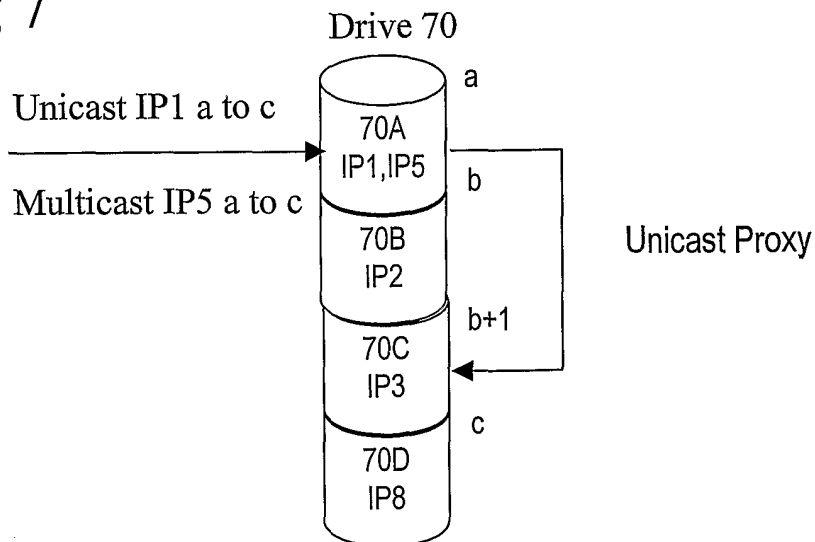 7
Drive 70
a
Unicast IP1 a to c
70A
IP1,IP5
b
Multicast IP5 a to c
70B
IP2
Unicast Proxy
b+1
70C
IP3
c
70D
IP8